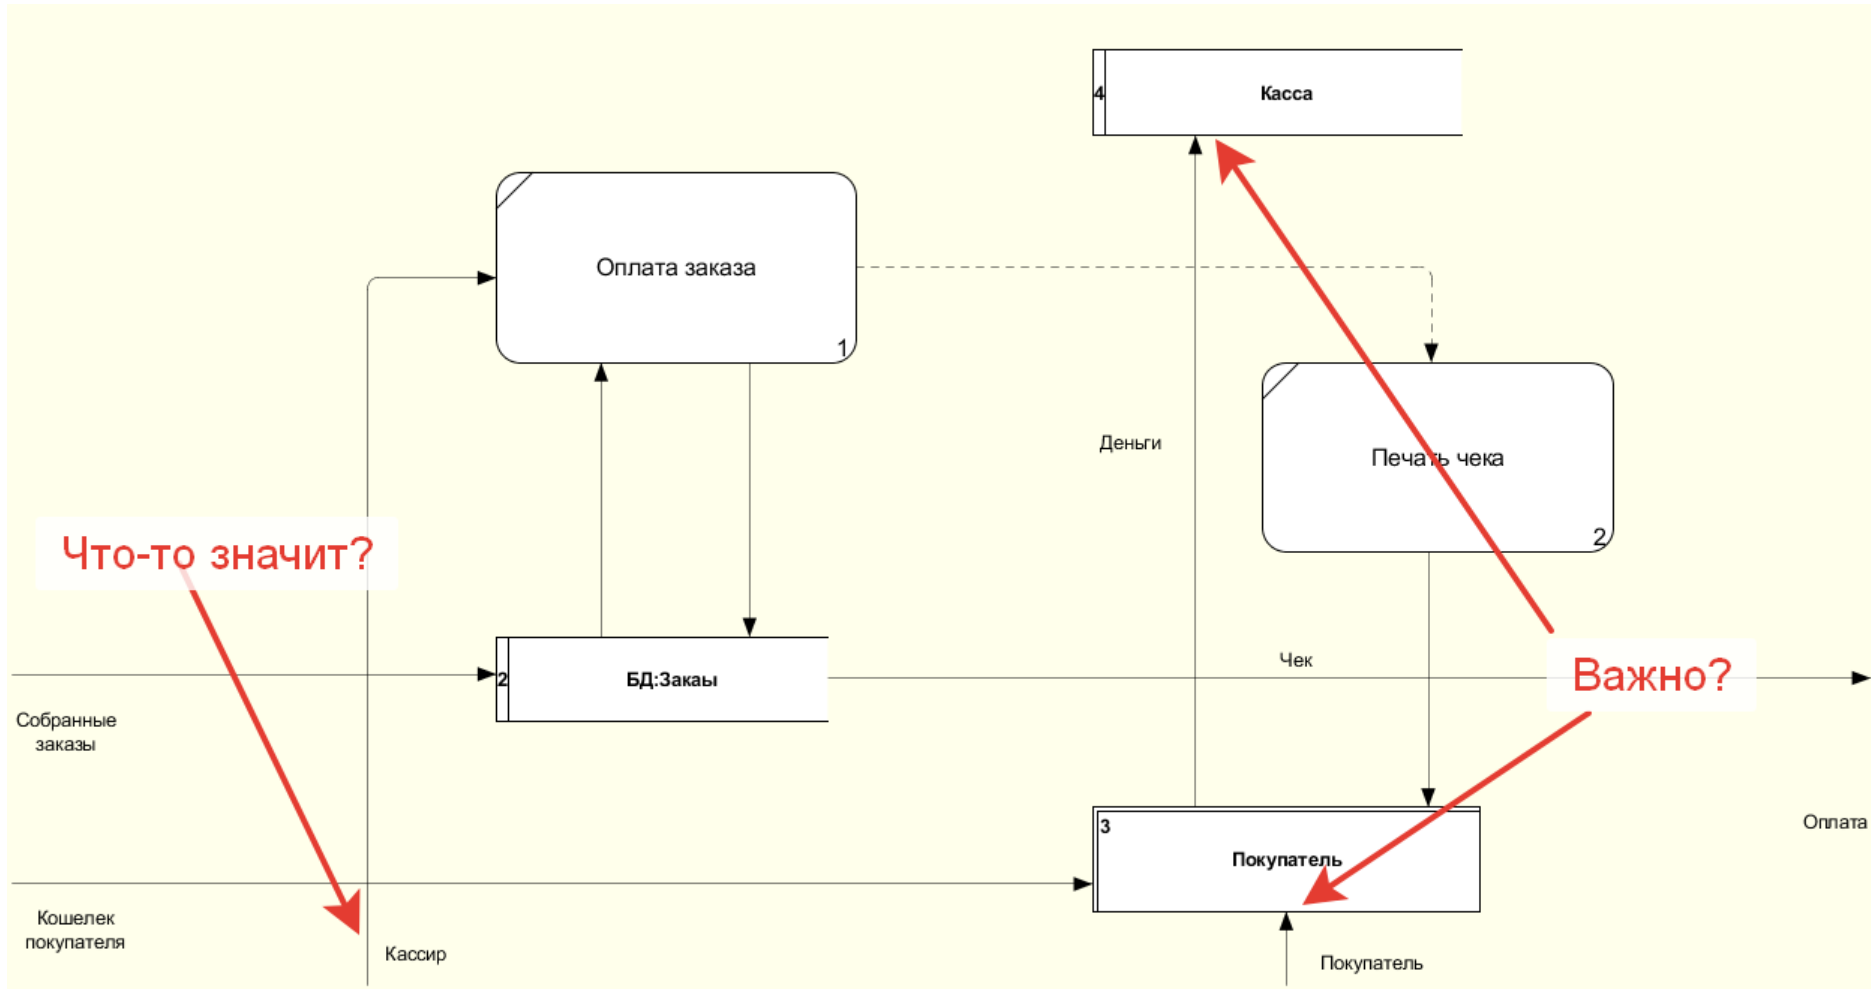 4
Касса
Оплата заказа
1
Деньги
Печать чека
2
Что-то значит?
2
БД:Закаы
Чек
Важно?
Собранные
заказы
3
Покупатель
Оплата
Кошелек
покупателя
Кассир
Покупатель